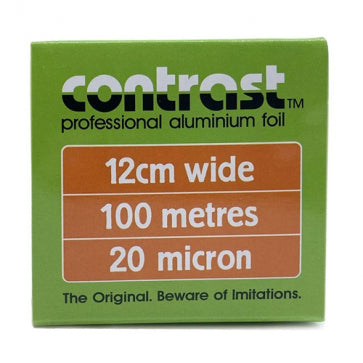 contrast™
professional aluminium foil
12cm wide
100 metres
20 micron
The Original. Beware of Imitations.